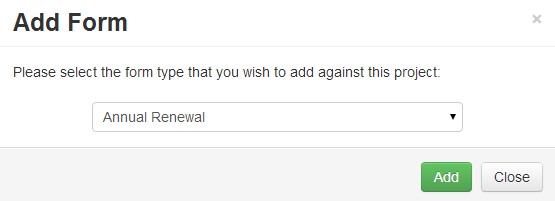 Add Form
×
Please select the form type that you wish to add against this project:
Annual Renewal
Add
Close